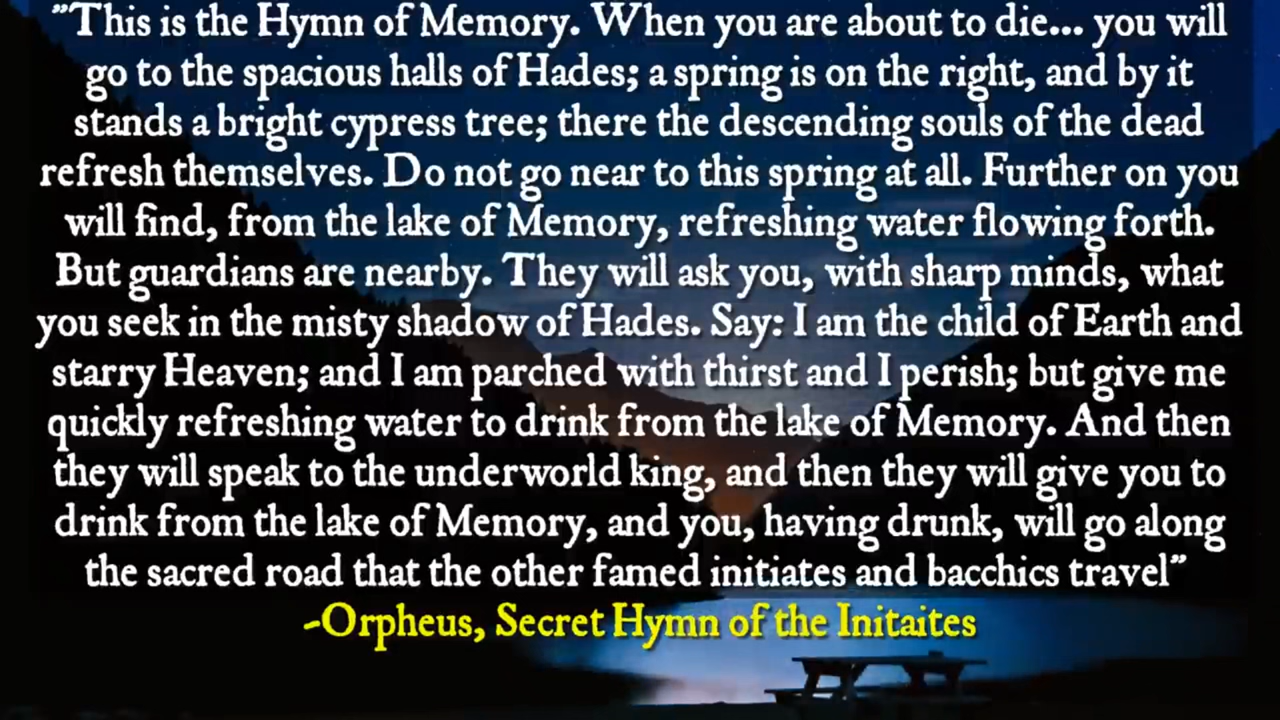 "This is the Hymn of Memory. When you are about to die... you will
go to the spacious halls of Hades; a spring is on the right, and by it
stands a bright cypress tree; there the descending souls of the dead
refresh themselves. Do not go near to this spring at all. Further on you
will find, from the lake of Memory, refreshing water flowing forth.
But guardians are nearby. They will ask you, with sharp minds, what
you seek in the misty shadow of Hades. Say: I am the child of Earth and
starry Heaven; and I am parched with thirst and I perish; but give me
quickly refreshing water to drink from the lake of Memory. And then
they will speak to the underworld king, and then they will give you to
drink from the lake of Memory, and you, having drunk, will go along
the sacred road that the other famed initiates and bacchics travel"
-Orpheus, Secret Hymn of the Initaites